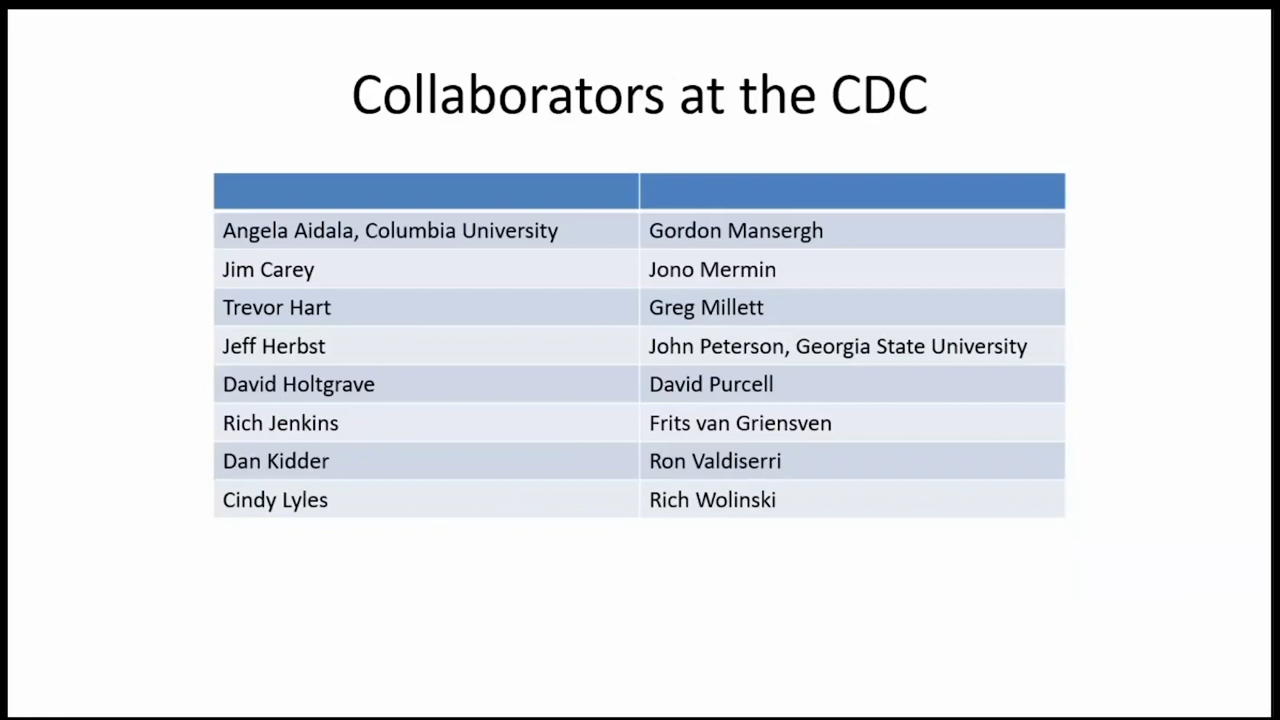 Collaborators at the CDC
Angela Aidala, Columbia University
Gordon Mansergh
Jim Carey
Jono Mermin
Trevor Hart
Greg Millett
Jeff Herbst
John Peterson, Georgia State University
David Holtgrave
David Purcell
Rich Jenkins
Frits van Griensven
Dan Kidder
Ron Valdiserri
Cindy Lyles
Rich Wolinski